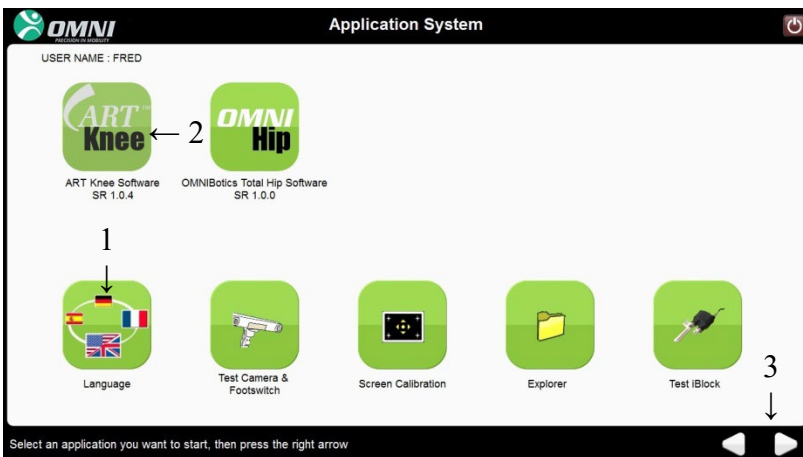 OMNI
PRECISION IN MOBILITY
Application System
USER NAME : FRED
ART™
Knee
← 2
OMNI
Hip
ART Knee Software
SR 1.0.4
OMNIBotics Total Hip Software
SR 1.0.0
1
↓
Language
Test Camera &
Footswitch
Screen Calibration
Explorer
Test iBlock
3
↓
Select an application you want to start, then press the right arrow